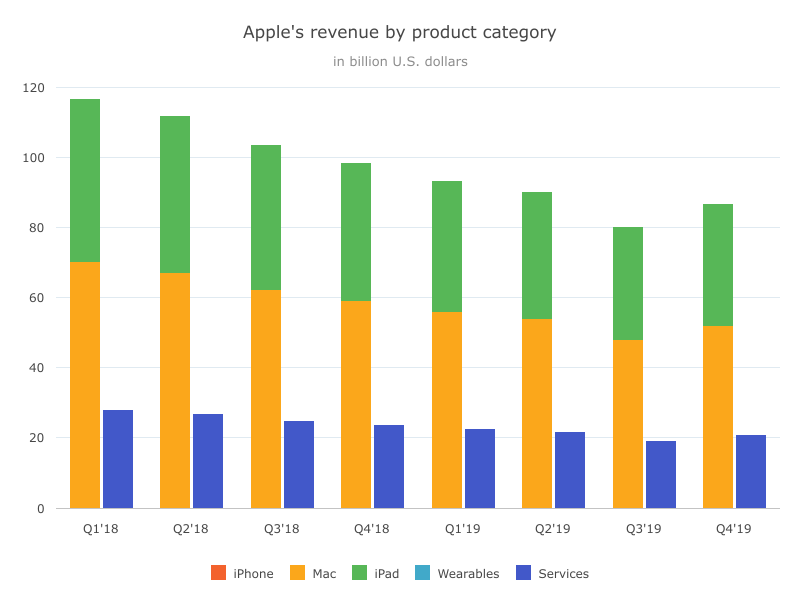 Apple's revenue by product category
in billion U.S. dollars
120
100
80
60
40
20
0
Q1'18 Q2'18 Q3'18 Q4'18 Q1'19 Q2'19 Q3'19 Q4'19
iPhone Mac iPad Wearables Services